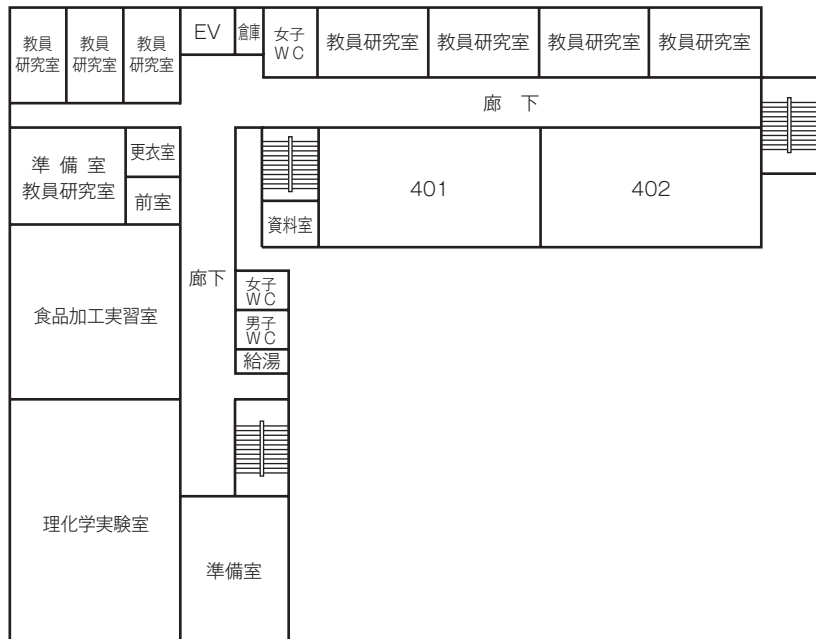 教員
研究室
教員
研究室
教員
研究室
EV
倉庫
女子
WC
教員研究室
教員研究室
教員研究室
教員研究室
廊 下
準 備 室
教員研究室
更衣室
前室
401
402
資料室
廊下
女子
WC
男子
WC
給湯
食品加工実習室
理化学実験室
準備室